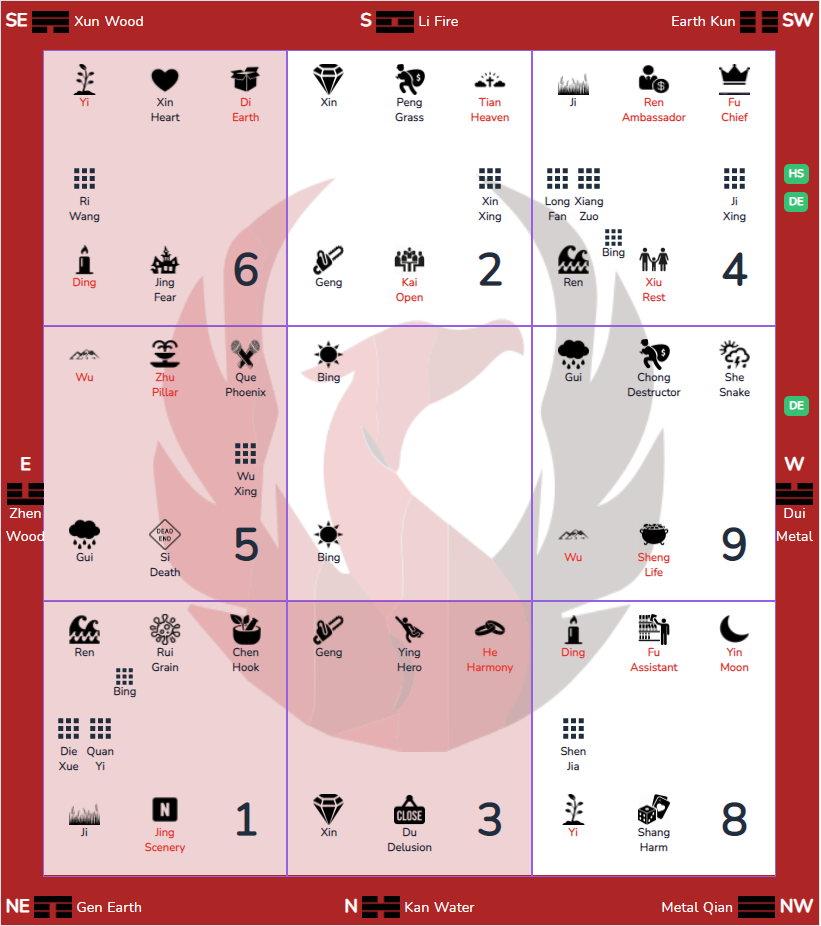 SE Xun Wood
S Li Fire
Earth Kun SW
Yi Xin Heart Di Earth
Ri Wang
Ding Jing Fear 6
Xin Peng Grass Tian Heaven
Xin Xing
Geng Kai Open 2
Ji Ren Ambassador Fu Chief
Long Fan Xiang Zuo Ji Xing
Bing
Ren Xiu Rest 4
HS
DE
E
Zhen Wood
Wu Zhu Pillar Que Phoenix
Wu Xing
Gui DEAD END Si Death 5
Bing
Bing
Gui Chong Destructor She Snake
Wu Sheng Life 9
DE
W
Dui Metal
Ren Rui Grain Chen Hook
Bing
Die Xue Quan Yi
Ji N Jing Scenery 1
Geng Ying Hero He Harmony
Xin CLOSE Du Delusion 3
Ding Fu Assistant Yin Moon
Shen Jia
Yi Shang Harm 8
NE Gen Earth
N Kan Water
Metal Qian NW